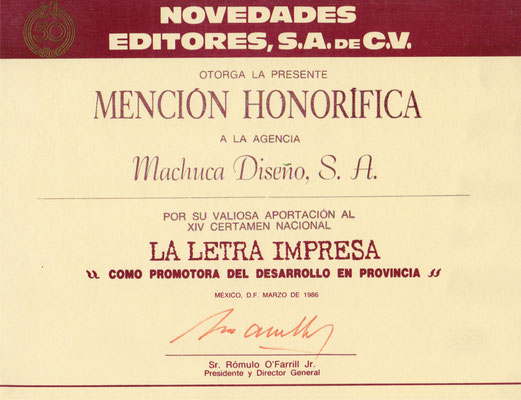 50
NOVEDADES
EDITORES, S.A. DE C.V.
OTORGA LA PRESENTE
MENCIÓN HONORÍFICA
A LA AGENCIA
Machuca Diseño, S. A.
POR SU VALIOSA APORTACIÓN AL
XIV CERTAMEN NACIONAL
LA LETRA IMPRESA
COMO PROMOTORA DEL DESARROLLO EN PROVINCIA
MÉXICO, D.F. MARZO DE 1986
Sr. Rómulo O'Farrill Jr.
Presidente y Director General